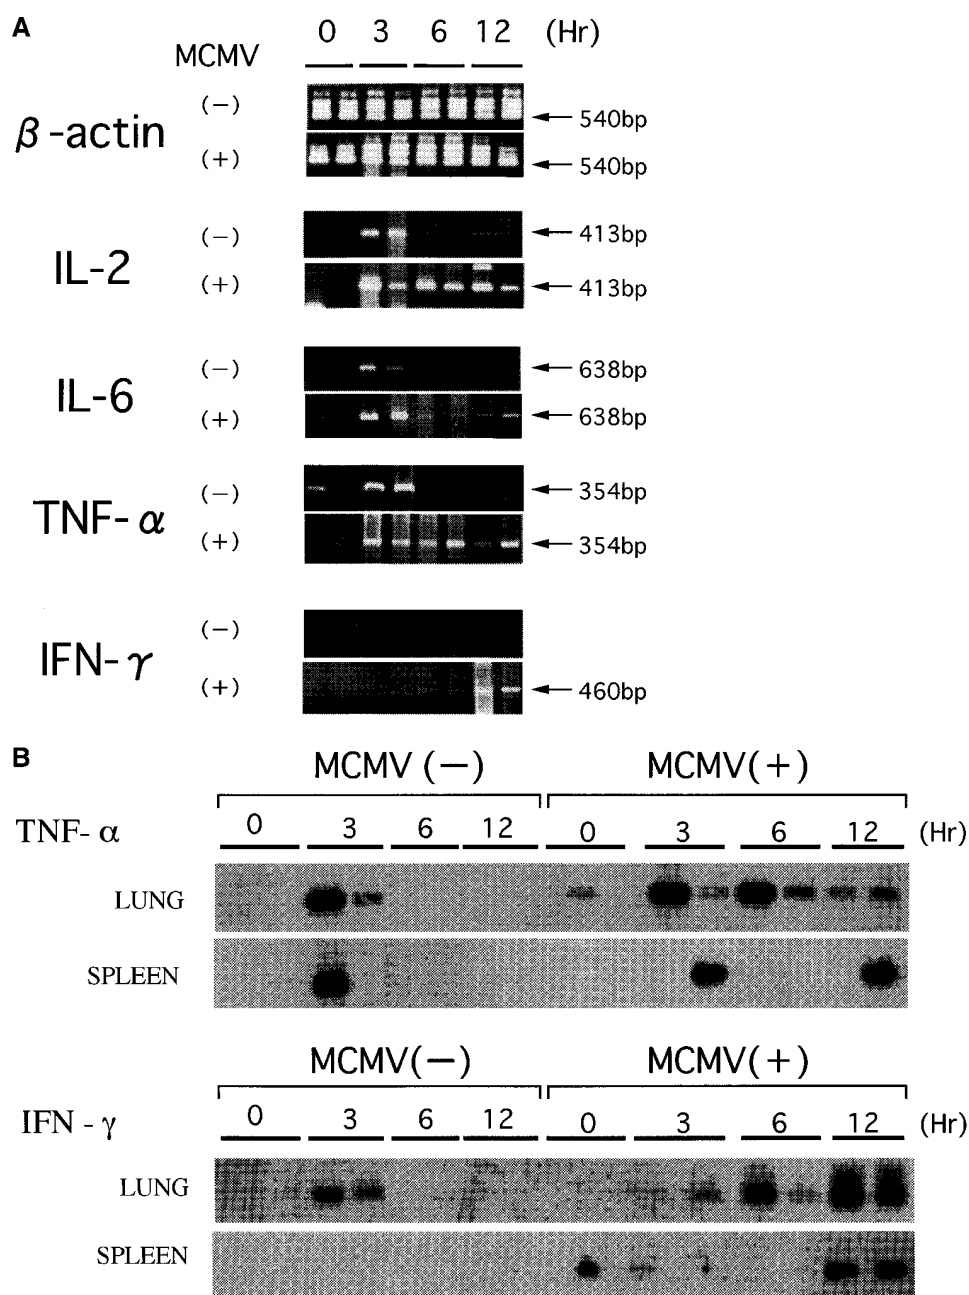 A
0 3 6 12 (Hr)
MCMV
β-actin
(−)
540bp
(+)
540bp
IL-2
(−)
413bp
(+)
413bp
IL-6
(−)
638bp
(+)
638bp
TNF-α
(−)
354bp
(+)
354bp
IFN-γ
(−)
(+)
460bp
B
MCMV (−) MCMV(+)
TNF- α 0 3 6 12 0 3 6 12 (Hr)
LUNG
SPLEEN
MCMV(−) MCMV(+)
IFN - γ 0 3 6 12 0 3 6 12 (Hr)
LUNG
SPLEEN